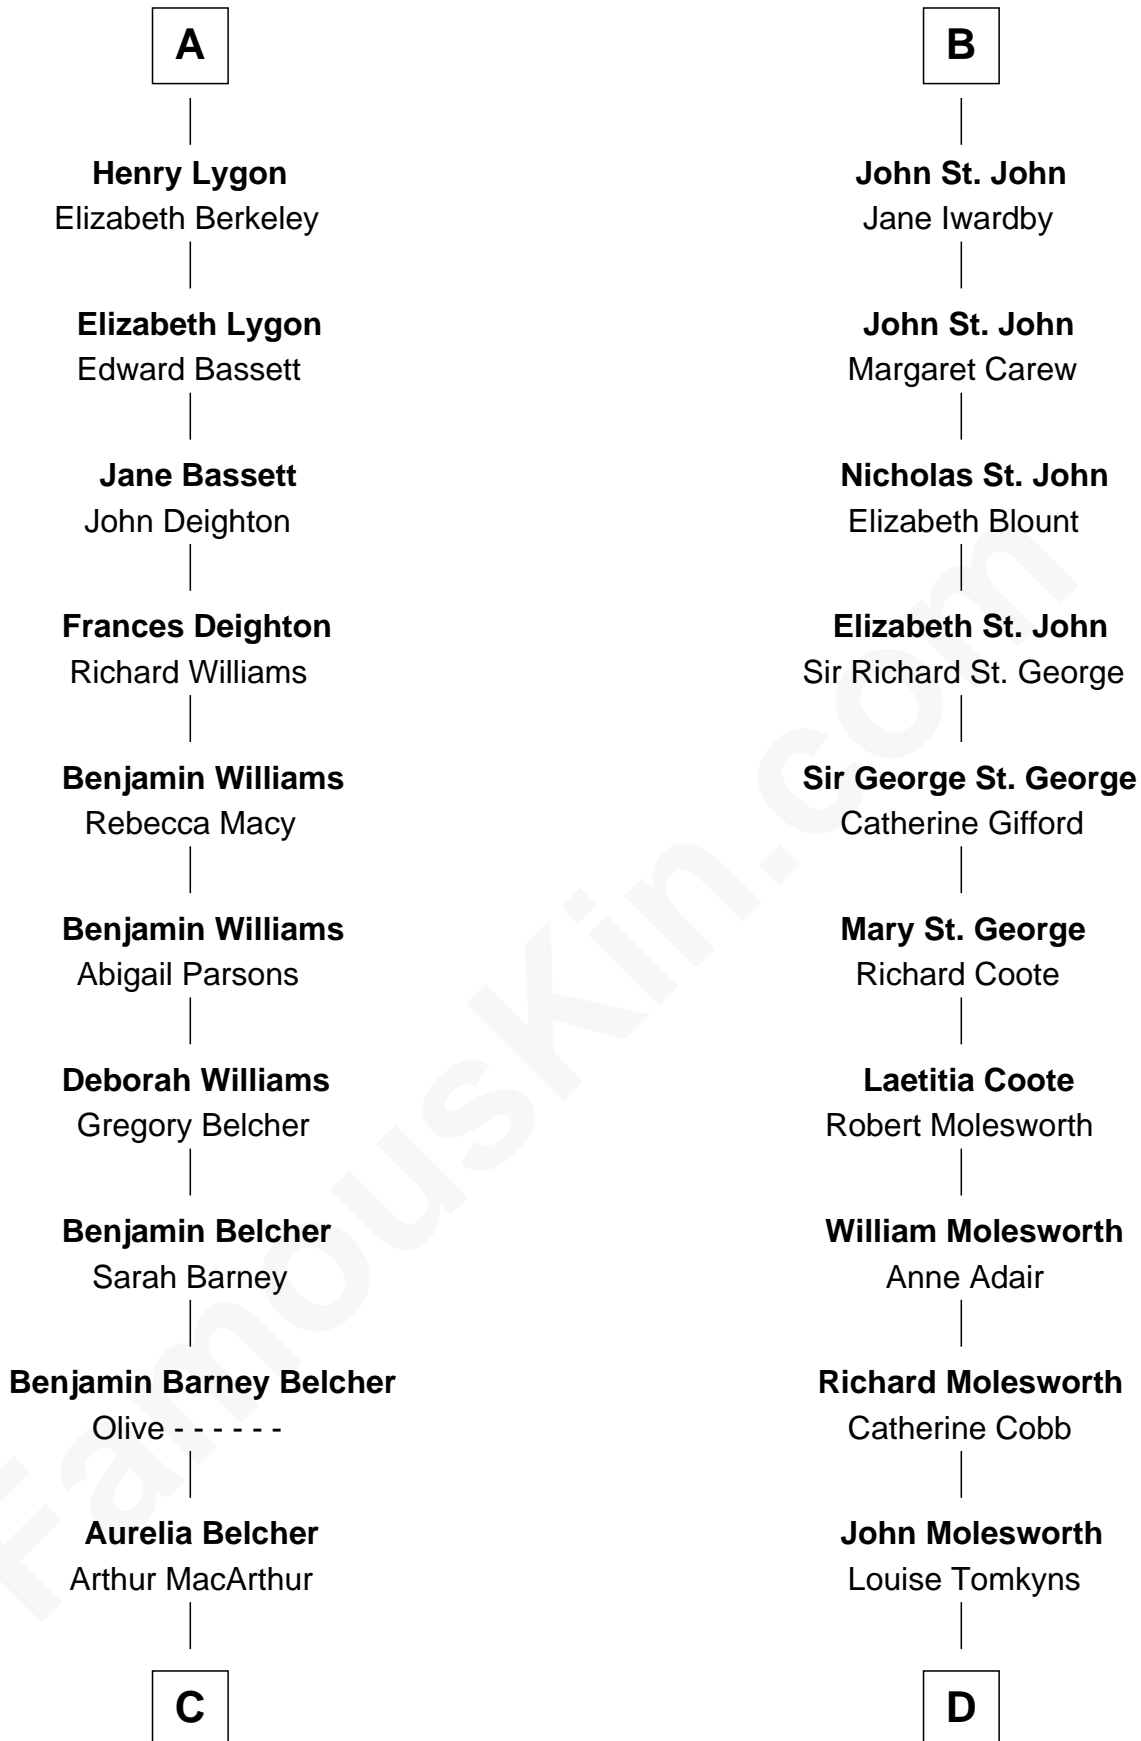 A
Henry Lygon
Elizabeth Berkeley
Elizabeth Lygon
Edward Bassett
Jane Bassett
John Deighton
Frances Deighton
Richard Williams
Benjamin Williams
Rebecca Macy
Benjamin Williams
Abigail Parsons
Deborah Williams
Gregory Belcher
Benjamin Belcher
Sarah Barney
Benjamin Barney Belcher
Olive - - - - - -
Aurelia Belcher
Arthur MacArthur
C
B
John St. John
Jane Iwardby
John St. John
Margaret Carew
Nicholas St. John
Elizabeth Blount
Elizabeth St. John
Sir Richard St. George
Sir George St. George
Catherine Gifford
Mary St. George
Richard Coote
Laetitia Coote
Robert Molesworth
William Molesworth
Anne Adair
Richard Molesworth
Catherine Cobb
John Molesworth
Louise Tomkyns
D
FamousKin.com